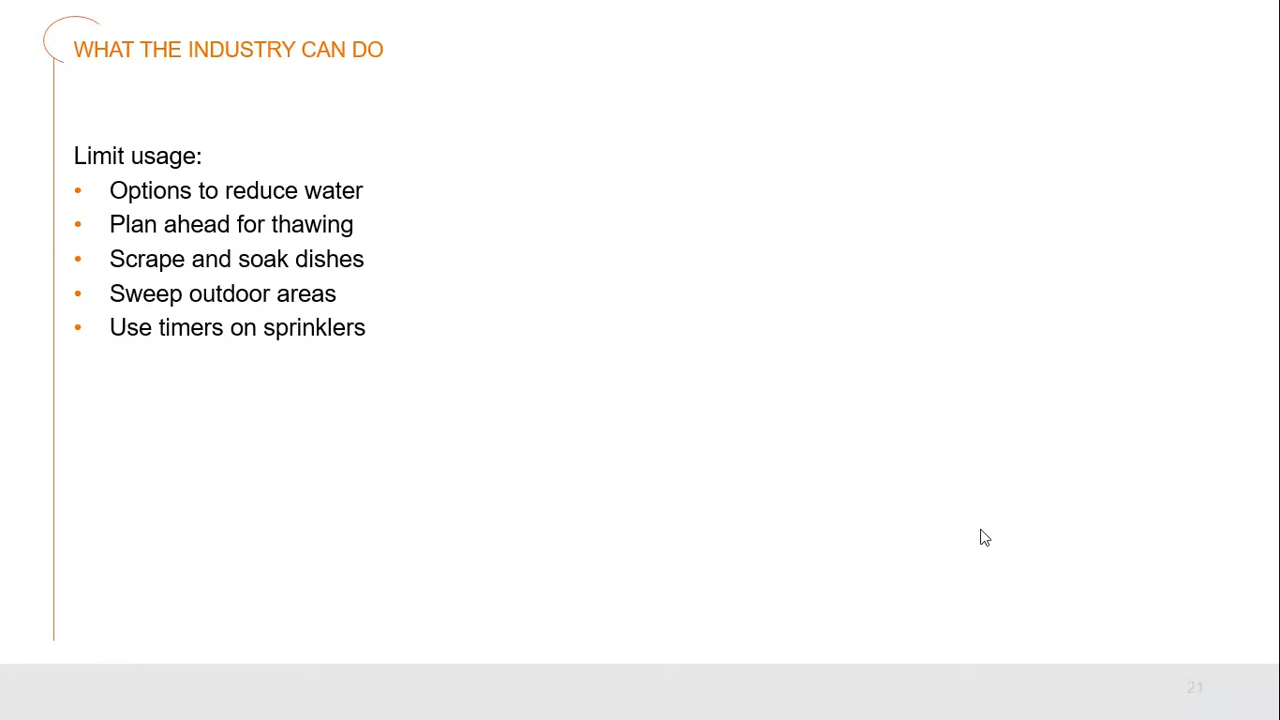 WHAT THE INDUSTRY CAN DO
Limit usage:
• Options to reduce water
• Plan ahead for thawing
• Scrape and soak dishes
• Sweep outdoor areas
• Use timers on sprinklers
21